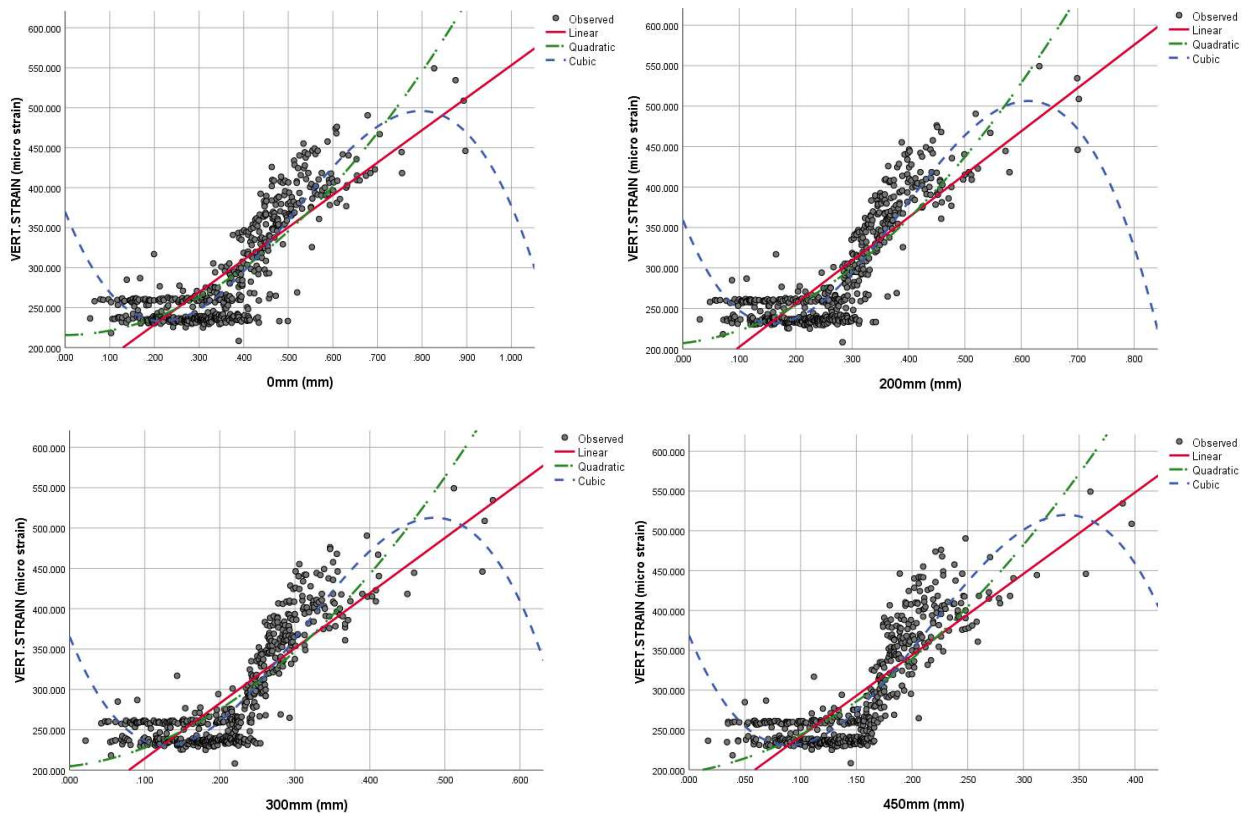 600.000
550.000
500.000
450.000
400.000
350.000
300.000
250.000
200.000
VERT.STRAIN (micro strain)
.000 .100 .200 .300 .400 .500 .600 .700 .800 .900 1.000
0mm (mm)
Observed
Linear
Quadratic
Cubic
600.000
550.000
500.000
450.000
400.000
350.000
300.000
250.000
200.000
VERT.STRAIN (micro strain)
.000 .100 .200 .300 .400 .500 .600 .700 .800
200mm (mm)
Observed
Linear
Quadratic
Cubic
600.000
550.000
500.000
450.000
400.000
350.000
300.000
250.000
200.000
VERT.STRAIN (micro strain)
.000 .100 .200 .300 .400 .500 .600
300mm (mm)
Observed
Linear
Quadratic
Cubic
600.000
550.000
500.000
450.000
400.000
350.000
300.000
250.000
200.000
VERT.STRAIN (micro strain)
.000 .050 .100 .150 .200 .250 .300 .350 .400
450mm (mm)
Observed
Linear
Quadratic
Cubic